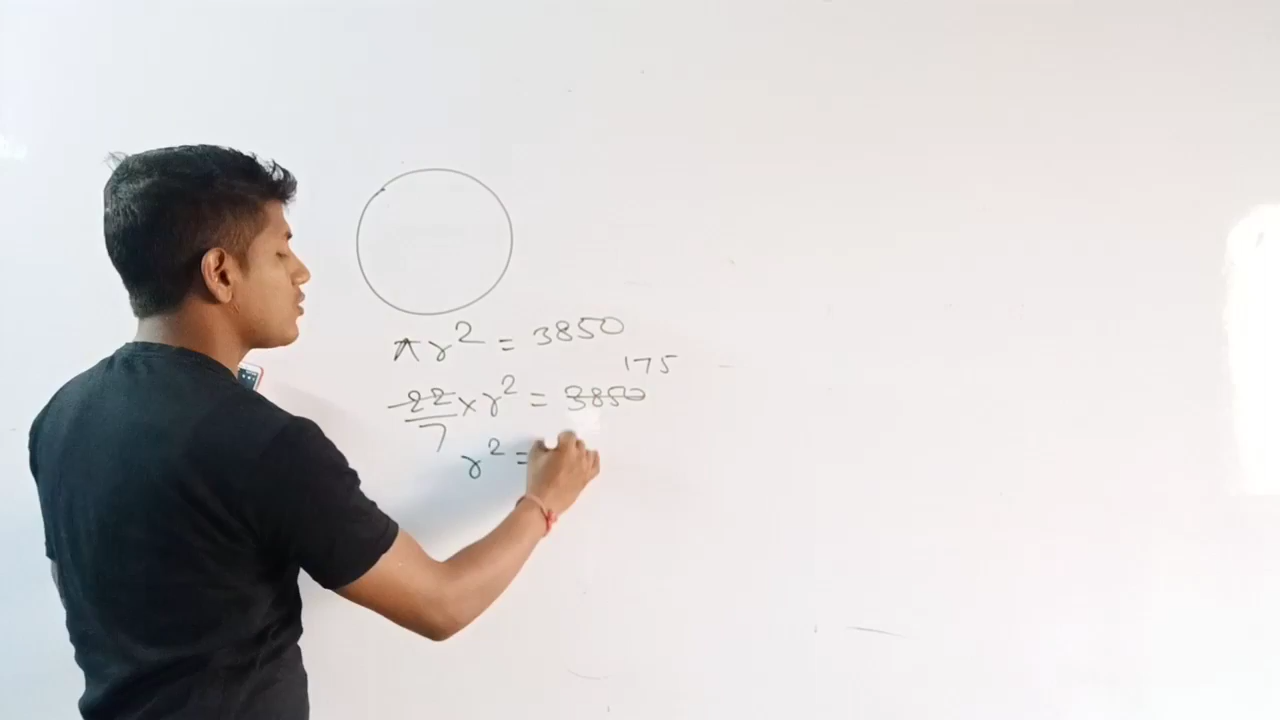 πr² = 3850
175
22/7 × r² = 3850
r² =